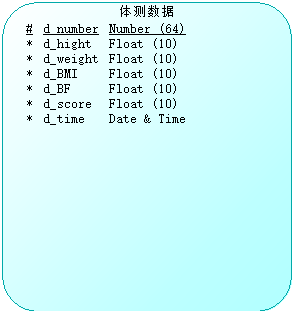 体测数据
# d_number Number (64)
* d_hight Float (10)
* d_weight Float (10)
* d_BMI Float (10)
* d_BF Float (10)
* d_score Float (10)
* d_time Date & Time